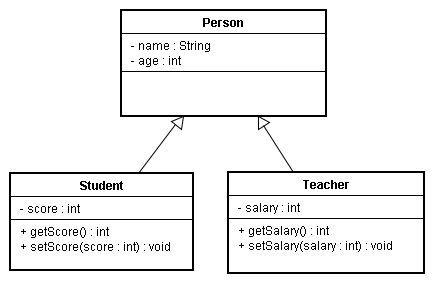 Person
- name : String
- age : int
Student
- score : int
+ getScore() : int
+ setScore(score : int) : void
Teacher
- salary : int
+ getSalary() : int
+ setSalary(salary : int) : void